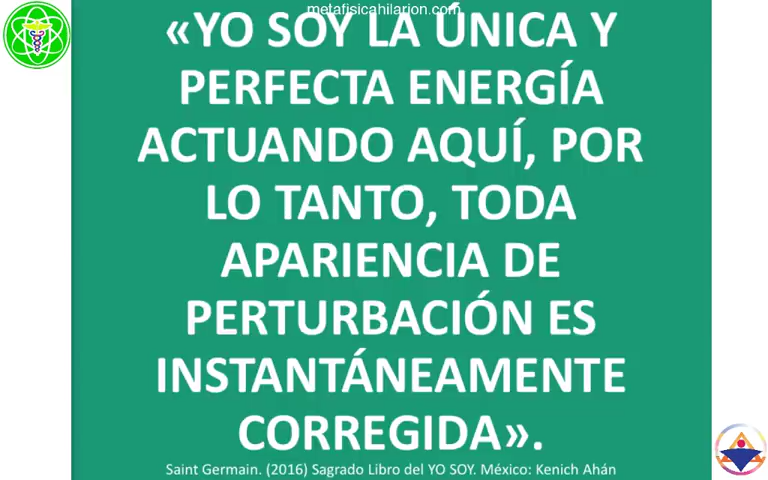 metafisicahilarion.com
«YO SOY LA ÚNICA Y
PERFECTA ENERGÍA
ACTUANDO AQUÍ, POR
LO TANTO, TODA
APARIENCIA DE
PERTURBACIÓN ES
INSTANTÁNEAMENTE
CORREGIDA».
Saint Germain. (2016) Sagrado Libro del YO SOY. México: Kenich Ahán